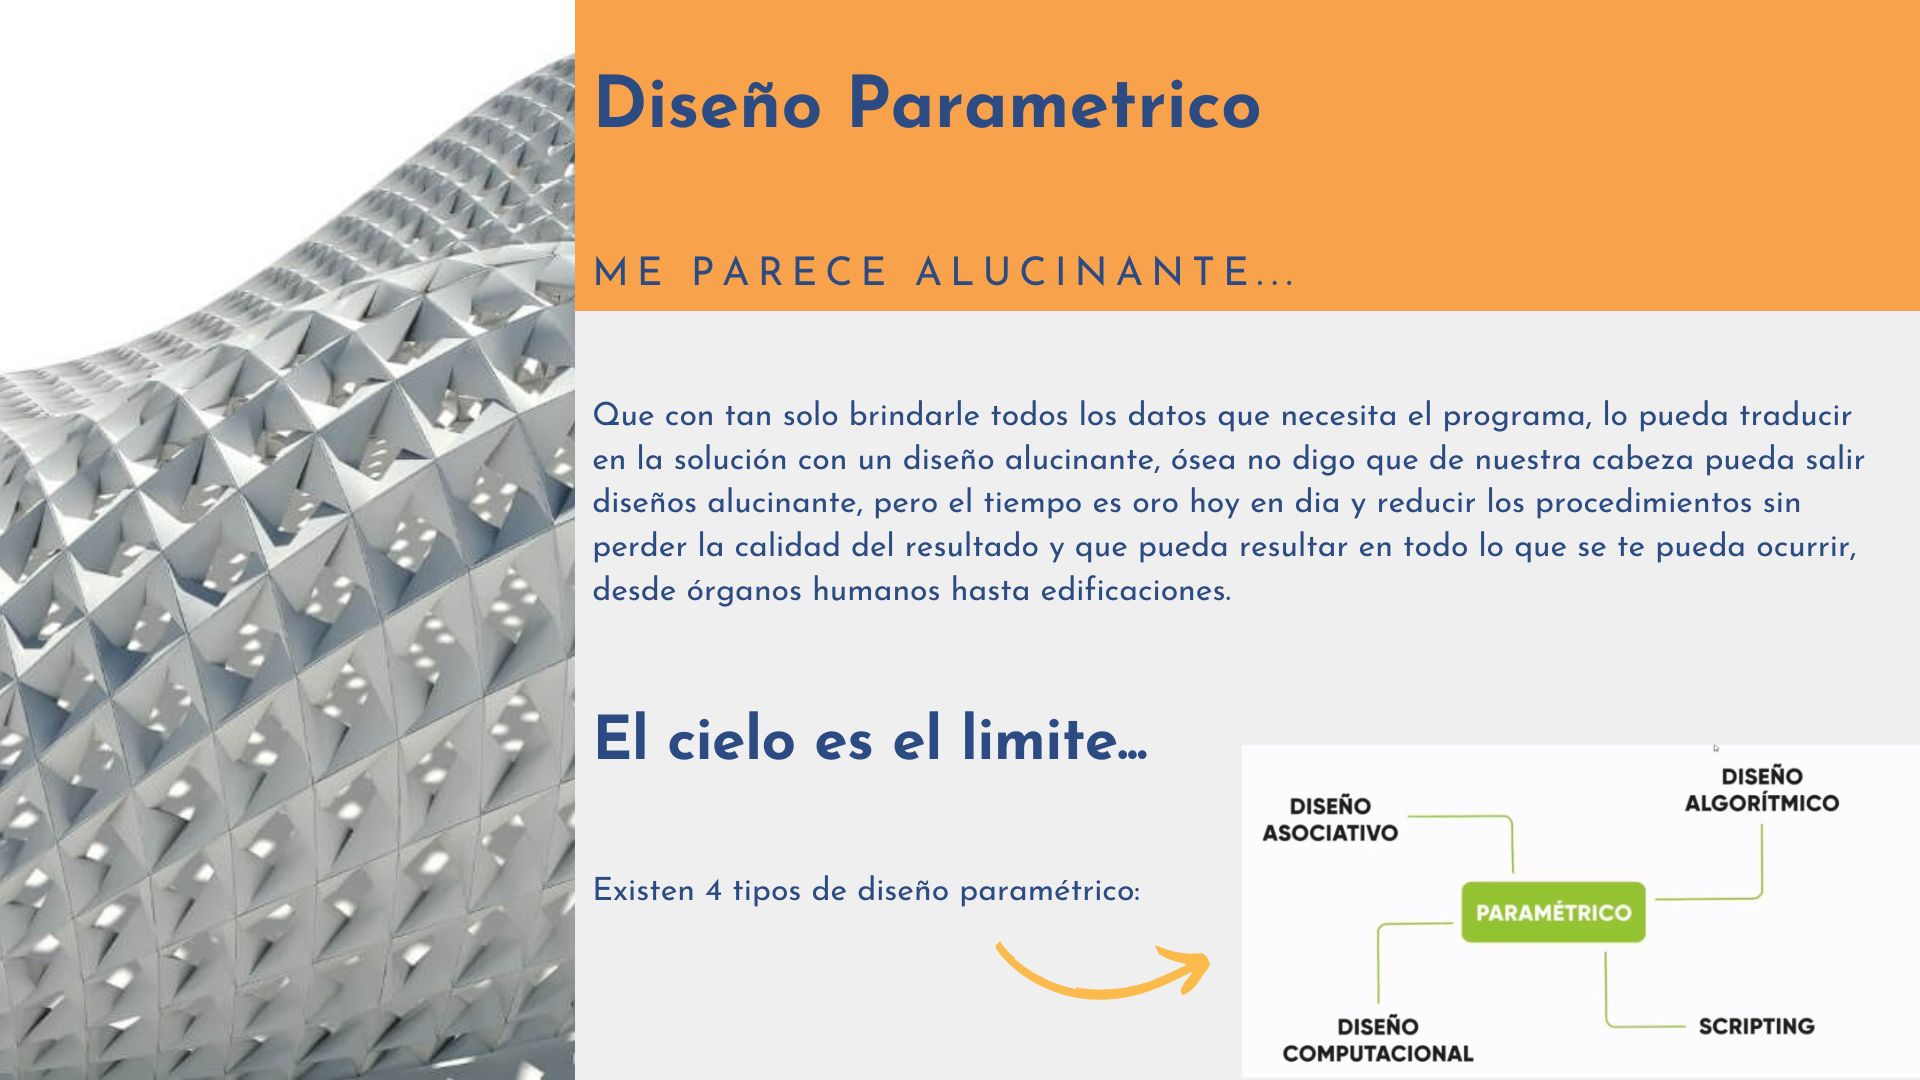 Diseño Parametrico
ME PARECE ALUCINANTE...
Que con tan solo brindarle todos los datos que necesita el programa, lo pueda traducir
en la solución con un diseño alucinante, ósea no digo que de nuestra cabeza pueda salir
diseños alucinante, pero el tiempo es oro hoy en dia y reducir los procedimientos sin
perder la calidad del resultado y que pueda resultar en todo lo que se te pueda ocurrir,
desde órganos humanos hasta edificaciones.
El cielo es el limite...
Existen 4 tipos de diseño paramétrico:
DISEÑO
ASOCIATIVO
DISEÑO
ALGORÍTMICO
PARAMÉTRICO
DISEÑO
COMPUTACIONAL
SCRIPTING